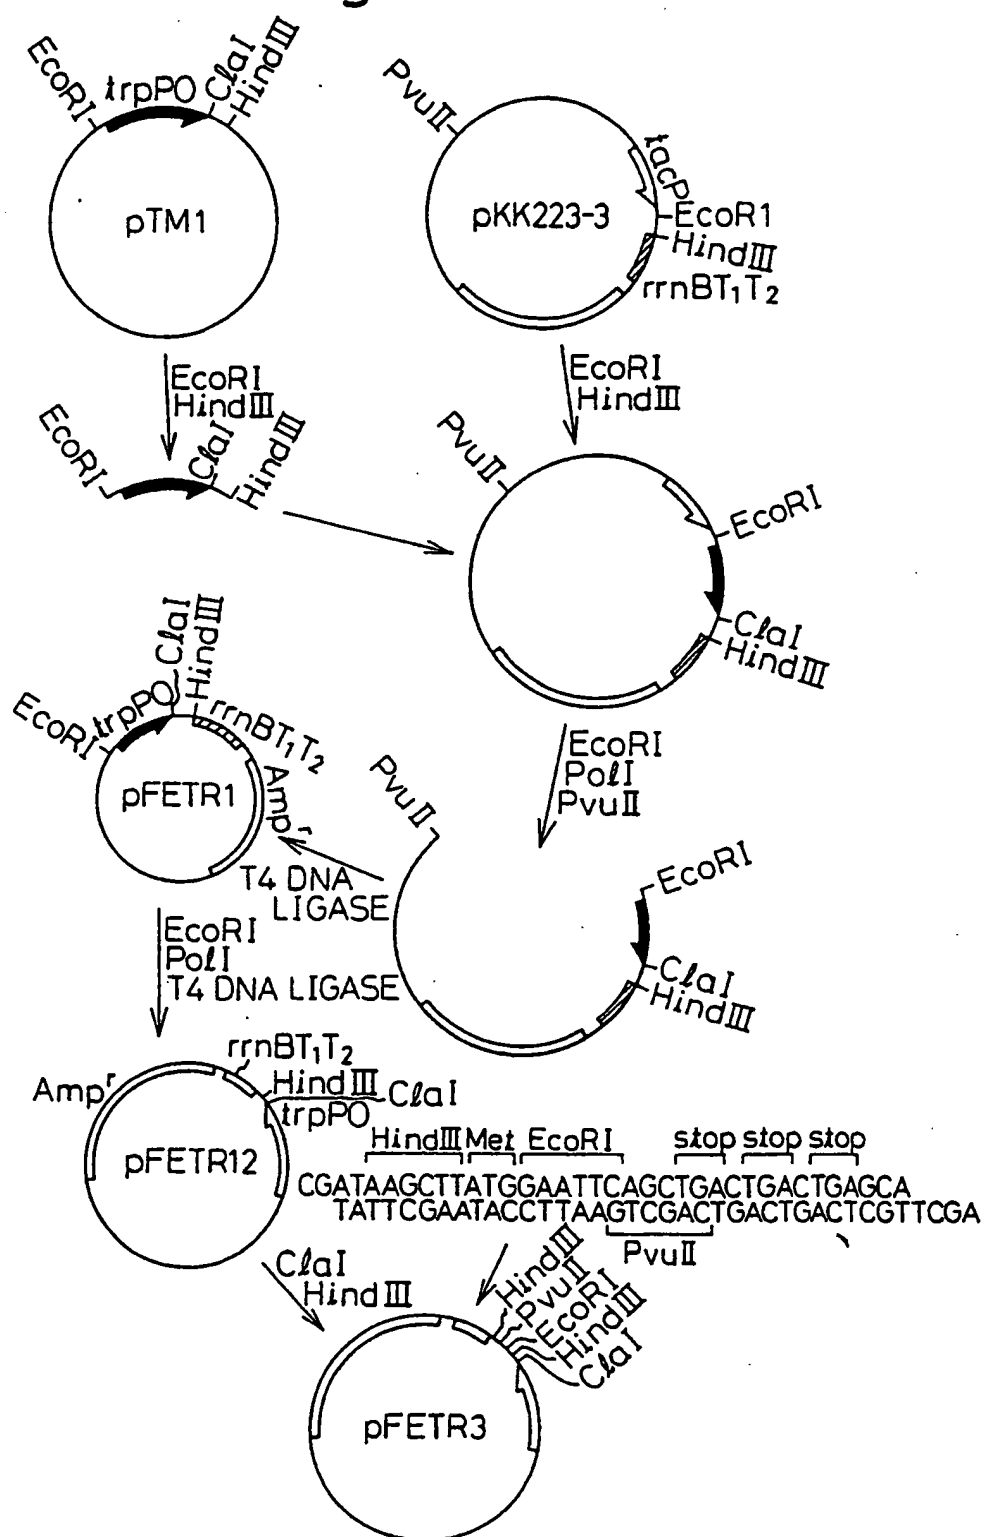 EcoRI
trpPO
ClaI
HindIII
pTM1
PvuII
tacP
pKK223-3
EcoR1
HindIII
rrnBT₁T₂
EcoRI
HindIII
EcoRI
HindIII
EcoRI
ClaI
HindIII
PvuII
EcoRI
ClaI
HindIII
EcoRI
trpPO
ClaI
HindIII
rrnBT₁T₂
Ampʳ
pFETR1
EcoRI
PolI
PvuII
PvuII
T4 DNA
LIGASE
EcoRI
ClaI
HindIII
EcoRI
PolI
T4 DNA LIGASE
rrnBT₁T₂
Ampʳ
HindIII
ClaI
trpPO
pFETR12
HindIII Met EcoRI stop stop stop
CGATAAGCTTATGGAATTCAGCTGACTGACTGAGCA
TATTCGAATACCTTAAGTCGACTGACTGACTCGTTCGA
PvuII
ClaI
HindIII
HindIII
PvuII
EcoRI
HindIII
ClaI
pFETR3